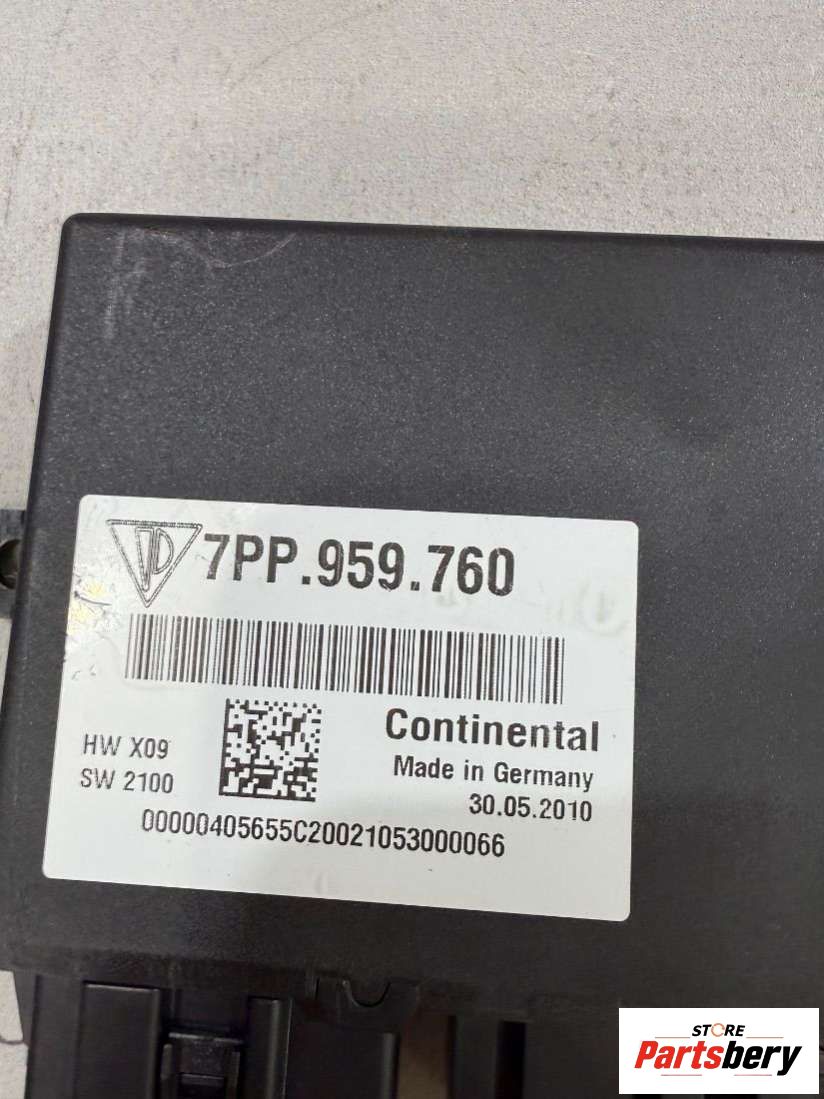 7PP.959.760
Continental
HW X09
Made in Germany
SW 2100
30.05.2010
00000405655C20021053000066
STORE
Partsbery